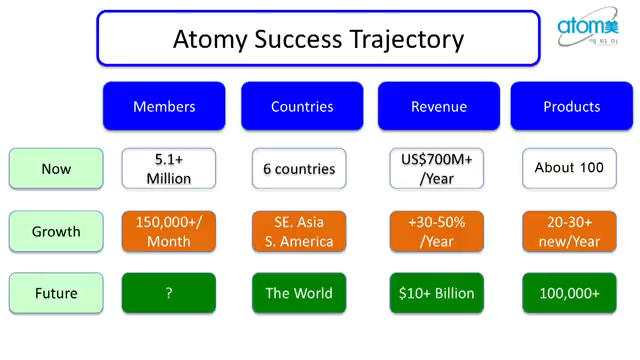 Atomy Success Trajectory
atom美
애터미
Members Countries Revenue Products
Now
5.1+
Million
6 countries
US$700M+
/Year
About 100
Growth
150,000+/
Month
SE. Asia
S. America
+30-50%
/Year
20-30+
new/Year
Future
?
The World
$10+ Billion
100,000+